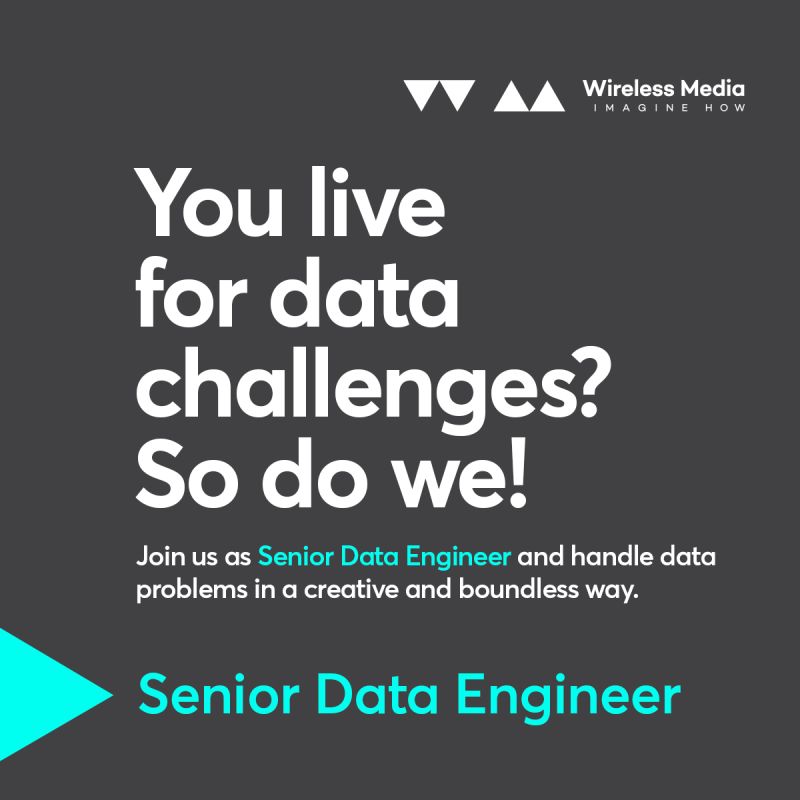 Wireless Media
IMAGINE HOW
You live
for data
challenges?
So do we!
Join us as Senior Data Engineer and handle data
problems in a creative and boundless way.
Senior Data Engineer